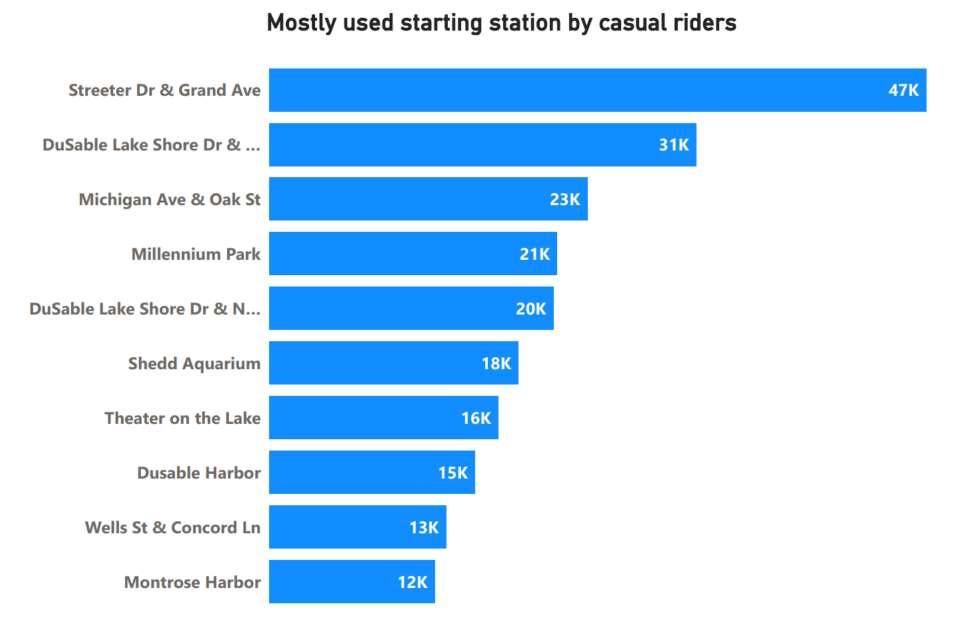 Mostly used starting station by casual riders
Streeter Dr & Grand Ave 47K
DuSable Lake Shore Dr & ... 31K
Michigan Ave & Oak St 23K
Millennium Park 21K
DuSable Lake Shore Dr & N... 20K
Shedd Aquarium 18K
Theater on the Lake 16K
Dusable Harbor 15K
Wells St & Concord Ln 13K
Montrose Harbor 12K